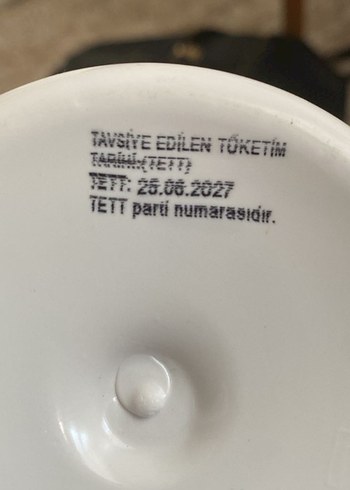 TAVSİYE EDİLEN TÜKETİM
TARİHİ (TETT)
TETT: 25.06.2027
TETT parti numarasıdır.